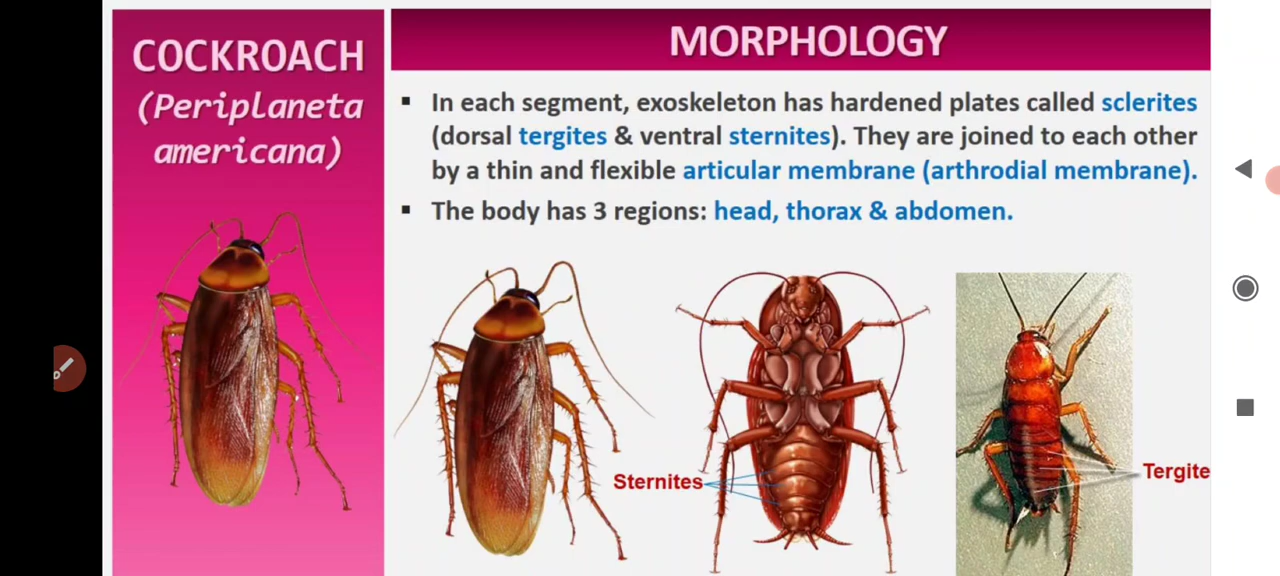 COCKROACH
(Periplaneta
americana)
MORPHOLOGY
▪ In each segment, exoskeleton has hardened plates called sclerites
(dorsal tergites & ventral sternites). They are joined to each other
by a thin and flexible articular membrane (arthrodial membrane).
▪ The body has 3 regions: head, thorax & abdomen.
Sternites
Tergite